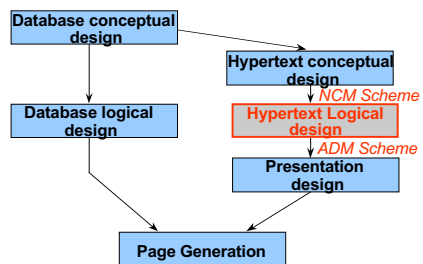 Database conceptual
design
Hypertext conceptual
design
NCM Scheme
Database logical
design
Hypertext Logical
design
ADM Scheme
Presentation
design
Page Generation